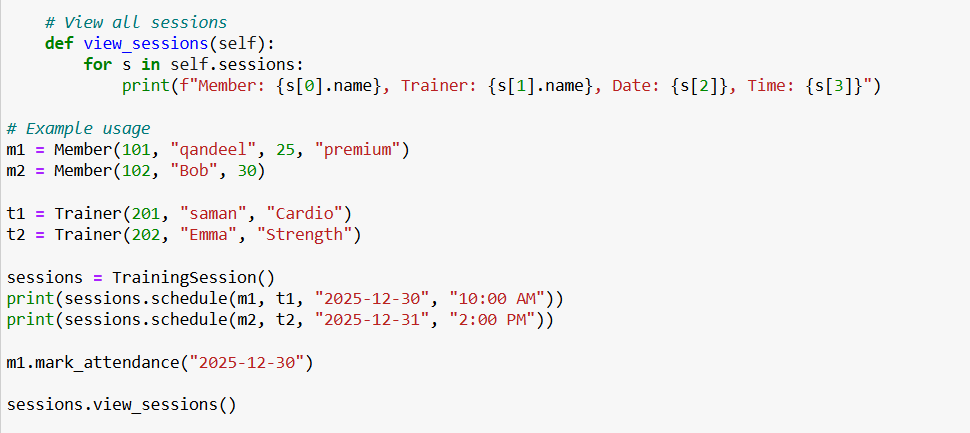 # View all sessions
def view_sessions(self):
for s in self.sessions:
print(f"Member: {s[0].name}, Trainer: {s[1].name}, Date: {s[2]}, Time: {s[3]}")
# Example usage
m1 = Member(101, "qandeel", 25, "premium")
m2 = Member(102, "Bob", 30)
t1 = Trainer(201, "saman", "Cardio")
t2 = Trainer(202, "Emma", "Strength")
sessions = TrainingSession()
print(sessions.schedule(m1, t1, "2025-12-30", "10:00 AM"))
print(sessions.schedule(m2, t2, "2025-12-31", "2:00 PM"))
m1.mark_attendance("2025-12-30")
sessions.view_sessions()